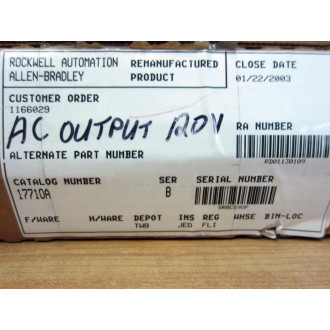 ROCKWELL AUTOMATION REMANUFACTURED CLOSE DATE
ALLEN-BRADLEY PRODUCT 01/22/2003
CUSTOMER ORDER
1166029
AC OUTPUT 120V RA NUMBER
ALTERNATE PART NUMBER RD01130109
CATALOG NUMBER SER SERIAL NUMBER
1771OA B
F/WARE H/WARE DEPOT INS REG WHSE BIN-LOC
TWB JED FLI